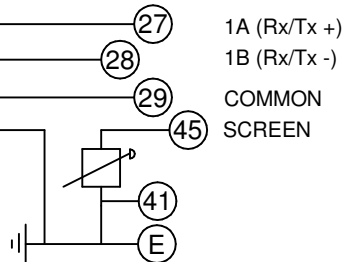 27 1A (Rx/Tx +)
28 1B (Rx/Tx -)
29 COMMON
45 SCREEN
41
E